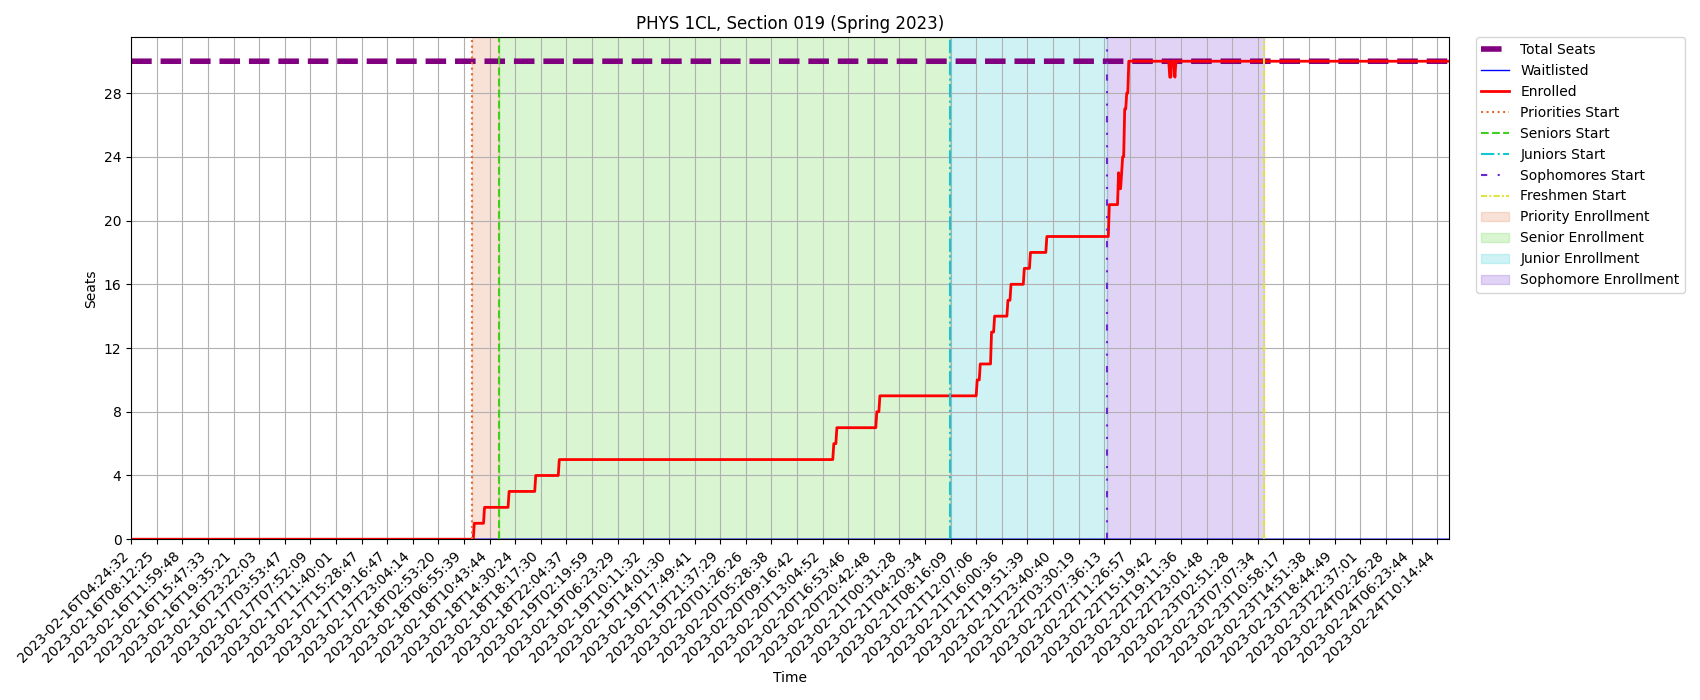 PHYS 1CL, Section 019 (Spring 2023)
Total Seats
Waitlisted
Enrolled
Priorities Start
Seniors Start
Juniors Start
Sophomores Start
Freshmen Start
Priority Enrollment
Senior Enrollment
Junior Enrollment
Sophomore Enrollment
Seats
28
24
20
16
12
8
4
0
2023-02-16T04:24:32
2023-02-16T08:12:25
2023-02-16T11:59:48
2023-02-16T15:47:33
2023-02-16T19:35:21
2023-02-16T23:22:03
2023-02-17T03:53:47
2023-02-17T07:52:09
2023-02-17T11:40:01
2023-02-17T15:28:47
2023-02-17T19:16:47
2023-02-17T23:04:14
2023-02-18T02:53:20
2023-02-18T06:55:39
2023-02-18T10:43:44
2023-02-18T14:30:24
2023-02-18T18:17:30
2023-02-18T22:04:37
2023-02-19T02:19:59
2023-02-19T06:23:29
2023-02-19T10:11:32
2023-02-19T14:01:30
2023-02-19T17:49:41
2023-02-19T21:37:29
2023-02-20T01:26:26
2023-02-20T05:28:38
2023-02-20T09:16:42
2023-02-20T13:04:52
2023-02-20T16:53:46
2023-02-20T20:42:48
2023-02-21T00:31:28
2023-02-21T04:20:34
2023-02-21T08:16:09
2023-02-21T12:07:06
2023-02-21T16:00:36
2023-02-21T19:51:39
2023-02-21T23:40:40
2023-02-22T03:30:19
2023-02-22T07:36:13
2023-02-22T11:26:57
2023-02-22T15:19:42
2023-02-22T19:11:36
2023-02-22T23:01:48
2023-02-23T02:51:28
2023-02-23T07:07:34
2023-02-23T10:58:17
2023-02-23T14:51:38
2023-02-23T18:44:49
2023-02-23T22:37:01
2023-02-24T02:26:28
2023-02-24T06:23:44
2023-02-24T10:14:44
Time